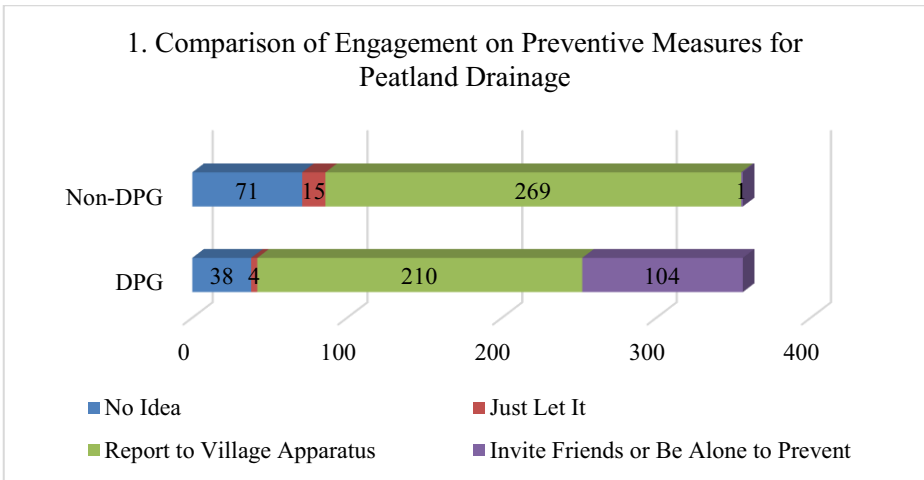 1. Comparison of Engagement on Preventive Measures for
Peatland Drainage
Non-DPG
71 15 269 1
DPG
38 4 210 104
0 100 200 300 400
No Idea Just Let It
Report to Village Apparatus Invite Friends or Be Alone to Prevent